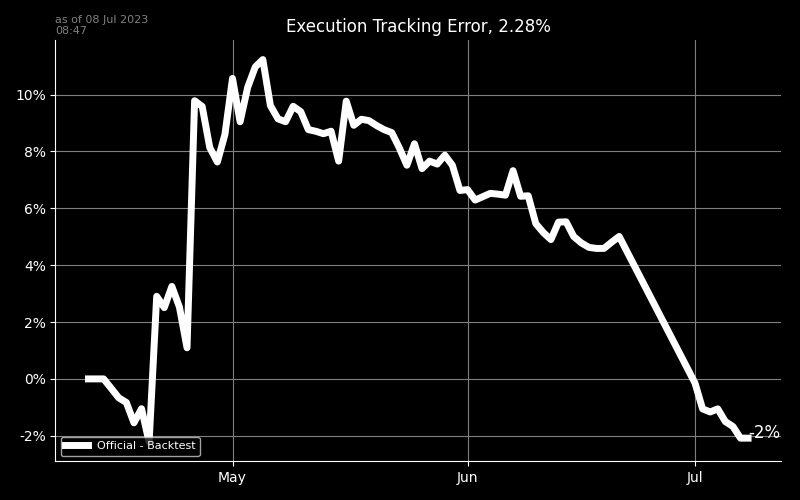 as of 08 Jul 2023
08:47
Execution Tracking Error, 2.28%
10%
8%
6%
4%
2%
0%
-2%
-2%
Official - Backtest
May
Jun
Jul